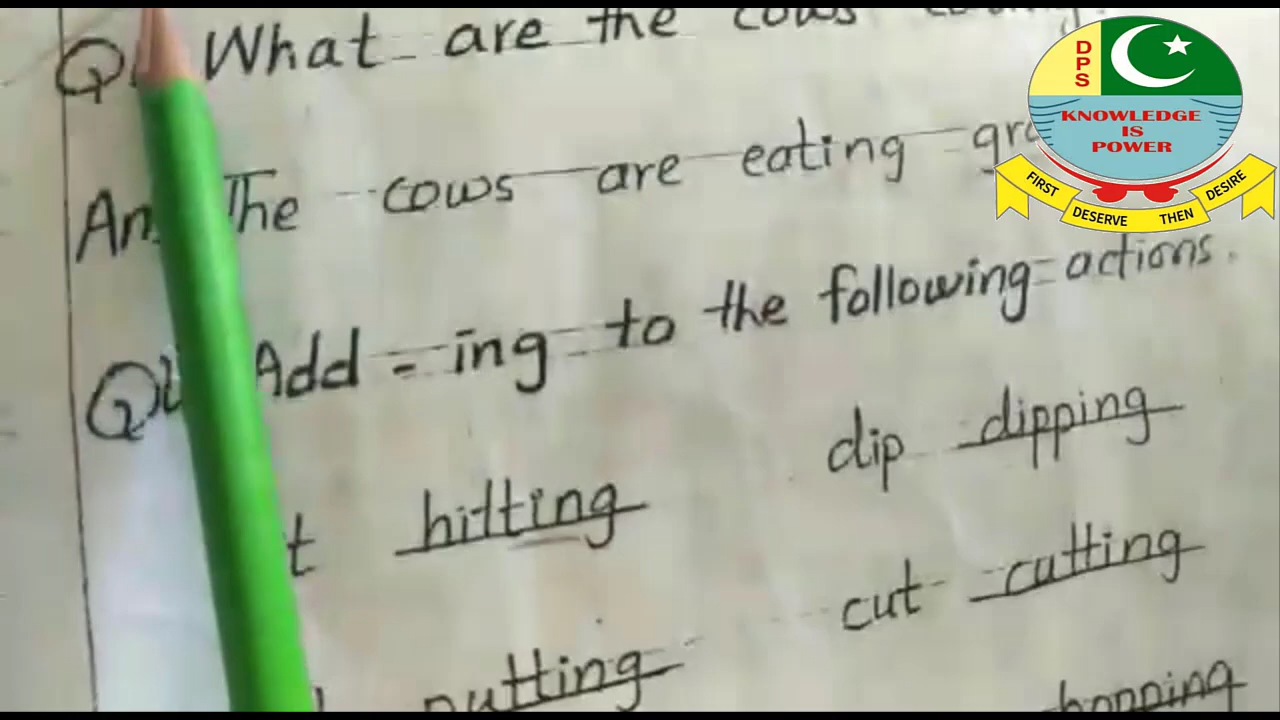 What are the cows
DPS
KNOWLEDGE
IS
POWER
FIRST
DESERVE
THEN
DESIRE
The cows are eating
Add - ing to the following actions.
dip dipping
hitting
cut cutting
putting
hopping